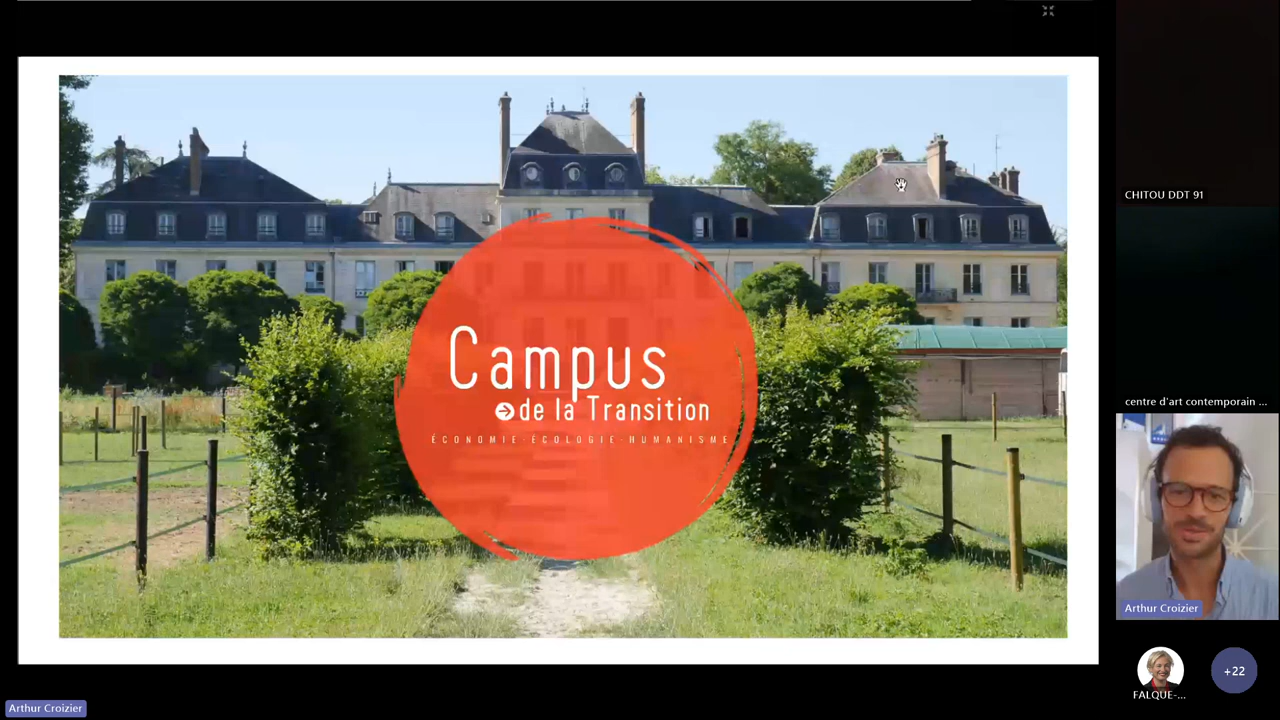 Campus
de la Transition
ÉCONOMIE·ÉCOLOGIE·HUMANISME
CHITOU DDT 91
centre d'art contemporain ...
Arthur Croizier
FALQUE-...
+22
Arthur Croizier